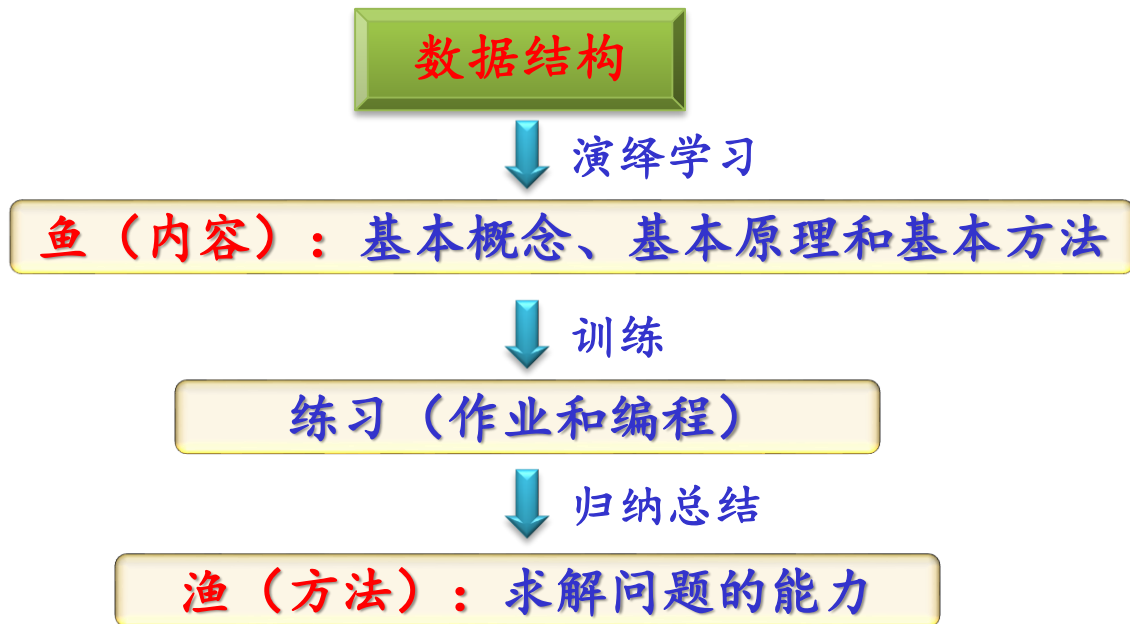 数据结构
演绎学习
鱼（内容）：基本概念、基本原理和基本方法
训练
练习（作业和编程）
归纳总结
渔（方法）：求解问题的能力